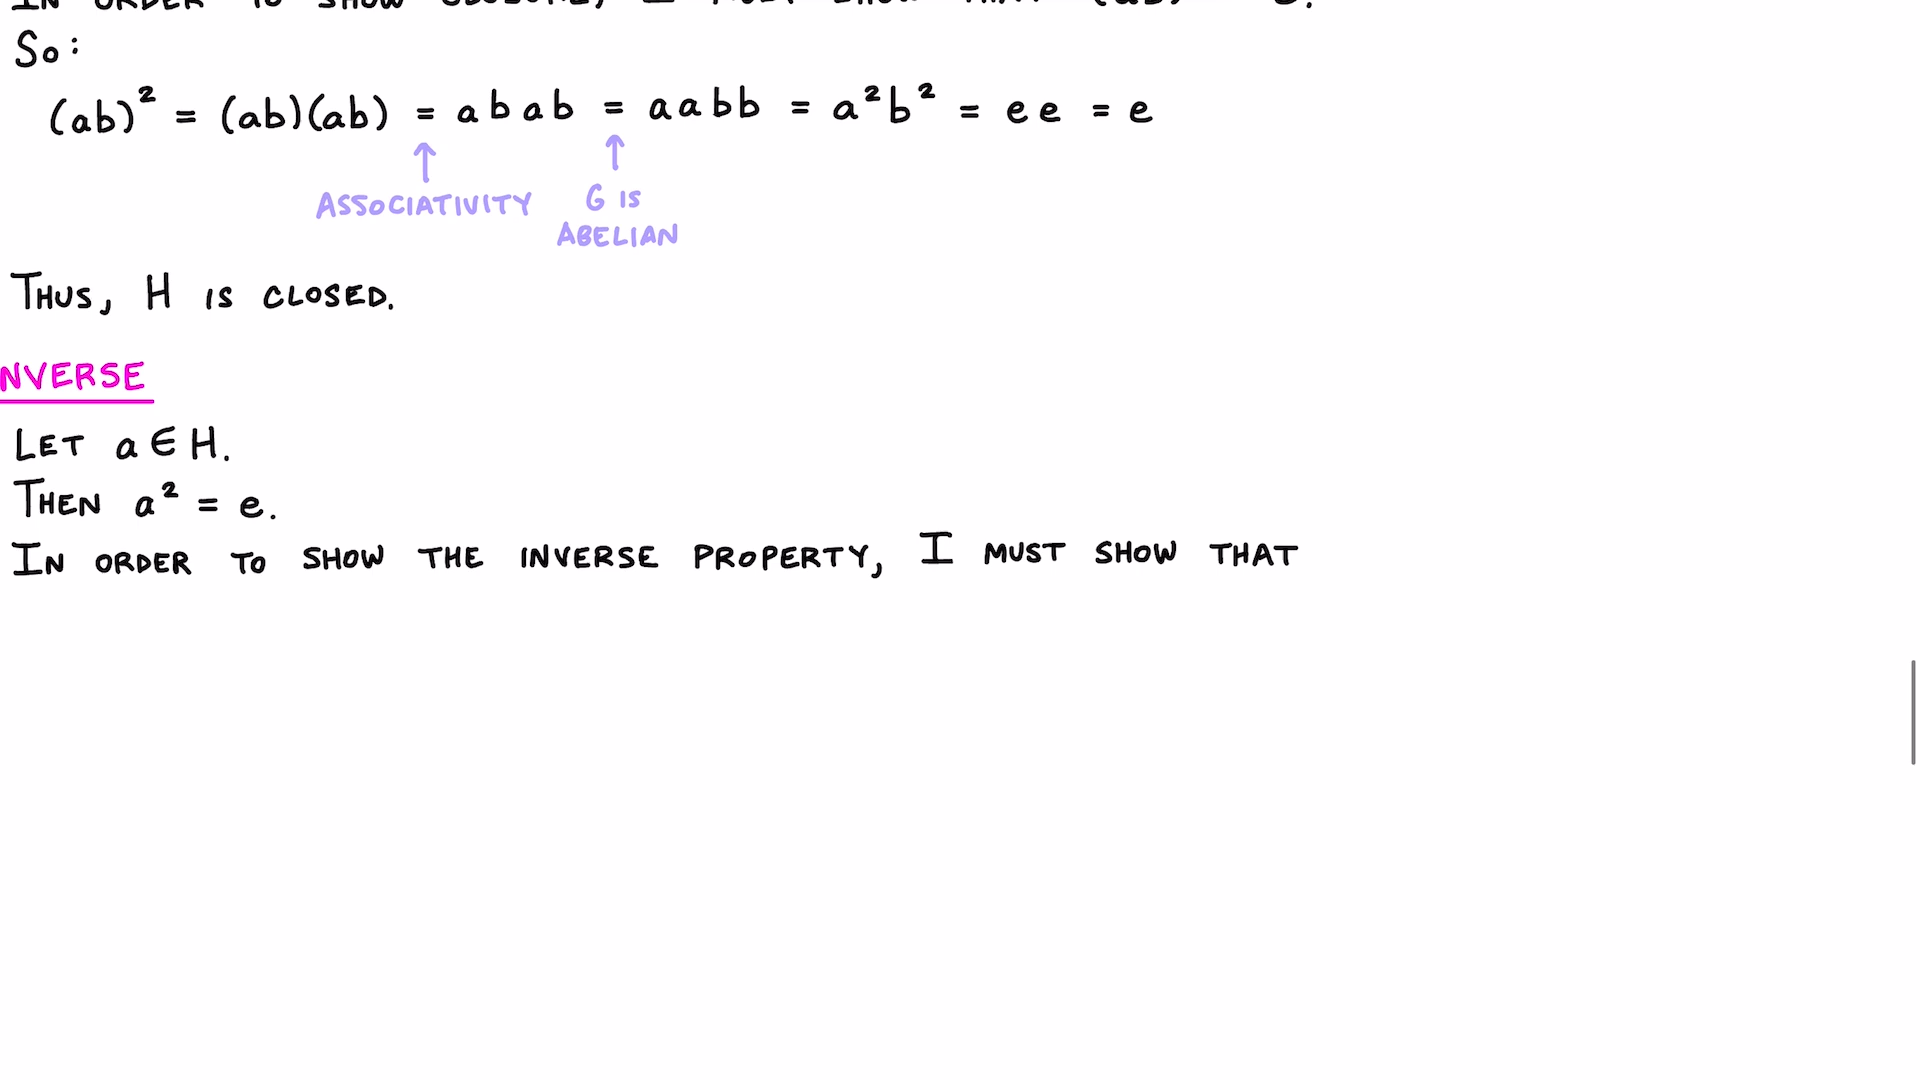 So:
(ab)² = (ab)(ab) = abab = aabb = a²b² = ee = e
↑ ↑
ASSOCIATIVITY G IS
ABELIAN
THUS, H IS CLOSED.
NVERSE
LET a ∈ H.
THEN a² = e.
IN ORDER TO SHOW THE INVERSE PROPERTY, I MUST SHOW THAT